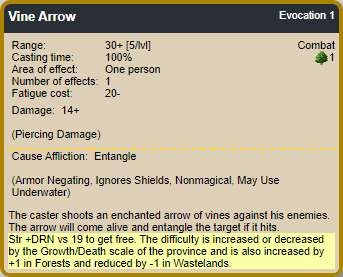 Vine Arrow Evocation 1
Range: 30+ [5/lvl] Combat
Casting time: 100% 1
Area of effect: One person
Number of effects: 1
Fatigue cost: 20-
Damage: 14+
(Piercing Damage)
Cause Affliction: Entangle
(Armor Negating, Ignores Shields, Nonmagical, May Use
Underwater)
The caster shoots an enchanted arrow of vines against his enemies.
The arrow will come alive and entangle the target if it hits.
Str +DRN vs 19 to get free. The difficulty is increased or decreased
by the Growth/Death scale of the province and is also increased by
+1 in Forests and reduced by -1 in Wastelands.